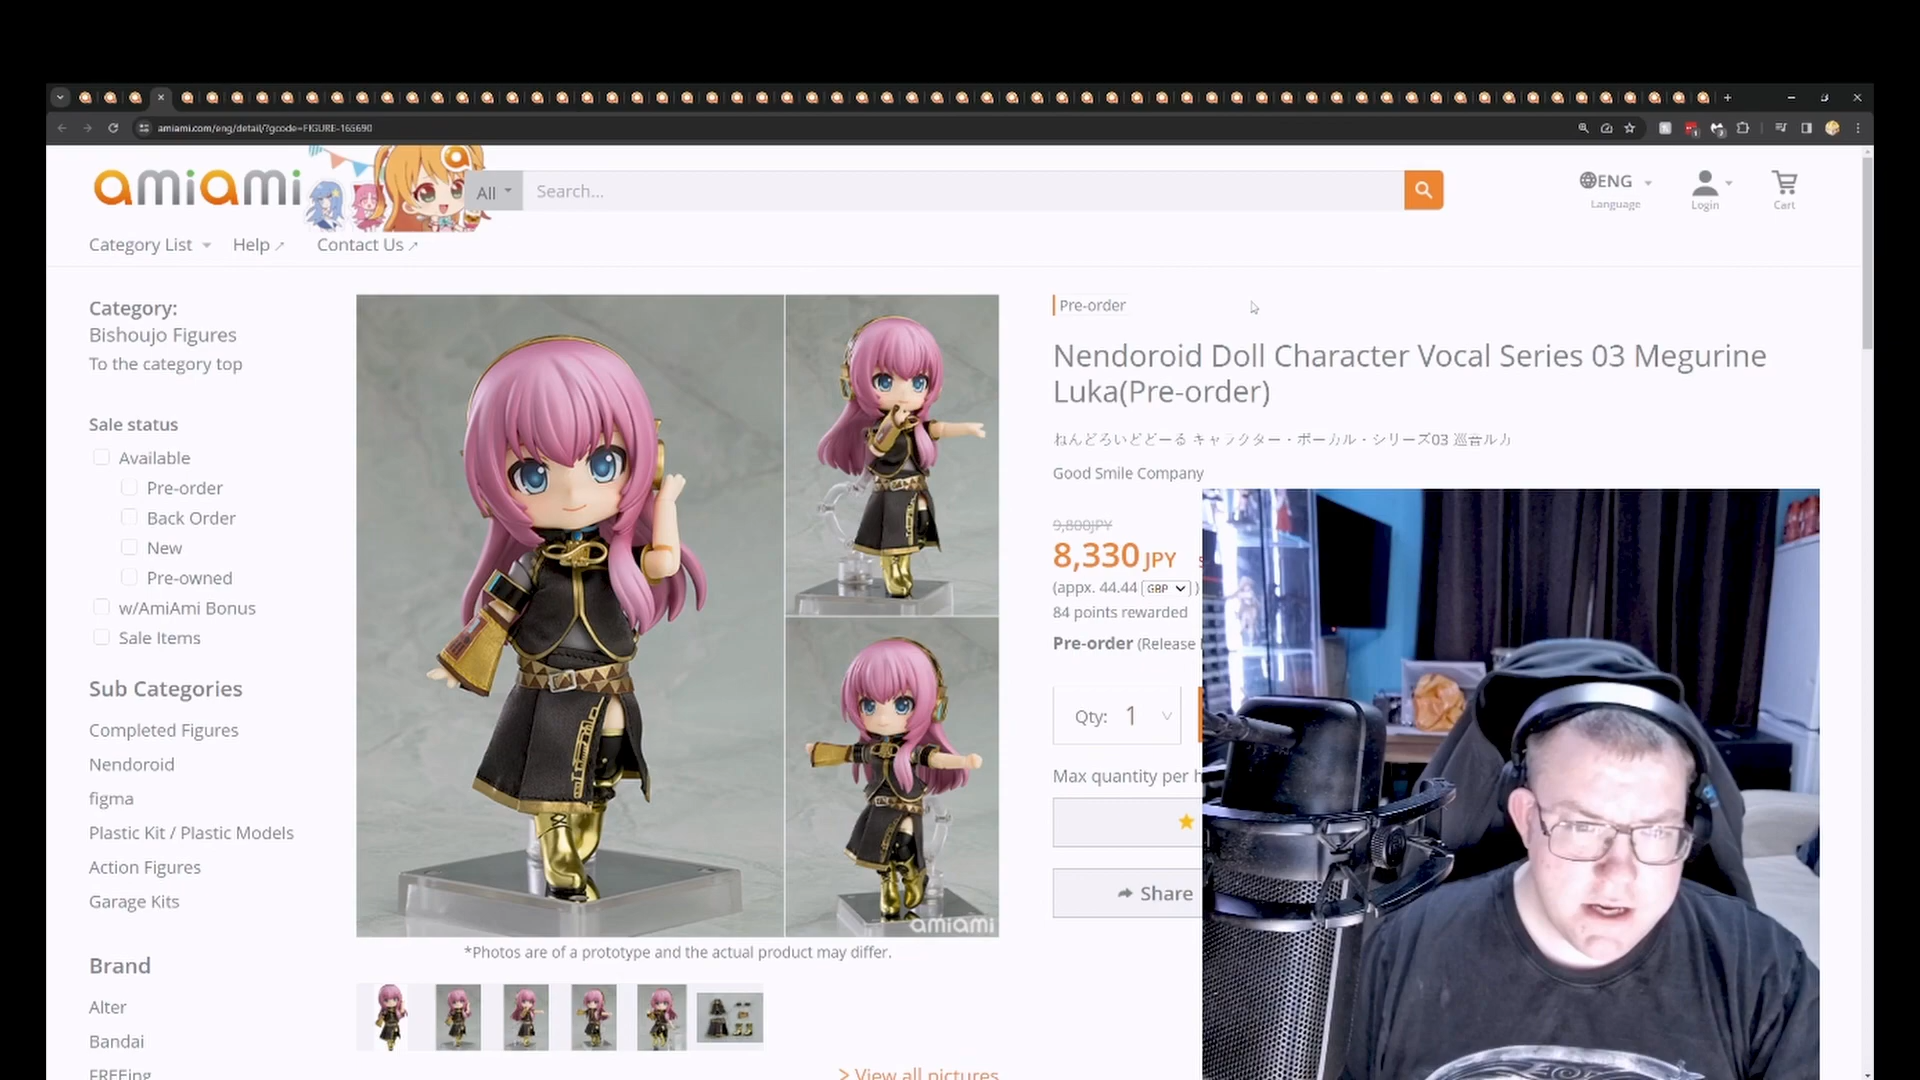 amiami.com/eng/detail/?gcode=FIGURE-165690
amiami
All
Search...
ENG
Language
Login
Cart
Category List
Help
Contact Us
Category:
Bishoujo Figures
To the category top
Sale status
Available
Pre-order
Back Order
New
Pre-owned
w/AmiAmi Bonus
Sale Items
Sub Categories
Completed Figures
Nendoroid
figma
Plastic Kit / Plastic Models
Action Figures
Garage Kits
Brand
Alter
Bandai
FREEing
amiami
*Photos are of a prototype and the actual product may differ.
> View all pictures
Pre-order
Nendoroid Doll Character Vocal Series 03 Megurine
Luka(Pre-order)
ねんどろいどどーる キャラクター・ボーカル・シリーズ03 巡音ルカ
Good Smile Company
9,800JPY
8,330 JPY
(appx. 44.44 GBP )
84 points rewarded
Pre-order (Release
Qty: 1
Max quantity per h
Share